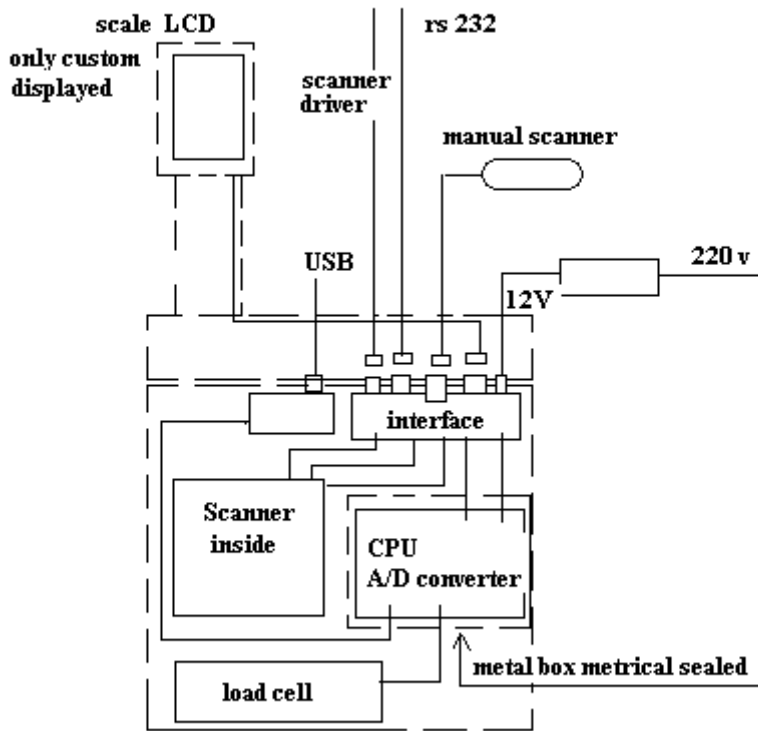 scale LCD
only custom
displayed
rs 232
scanner
driver
manual scanner
USB
220 v
12V
interface
Scanner
inside
CPU
A/D converter
metal box metrical sealed
load cell